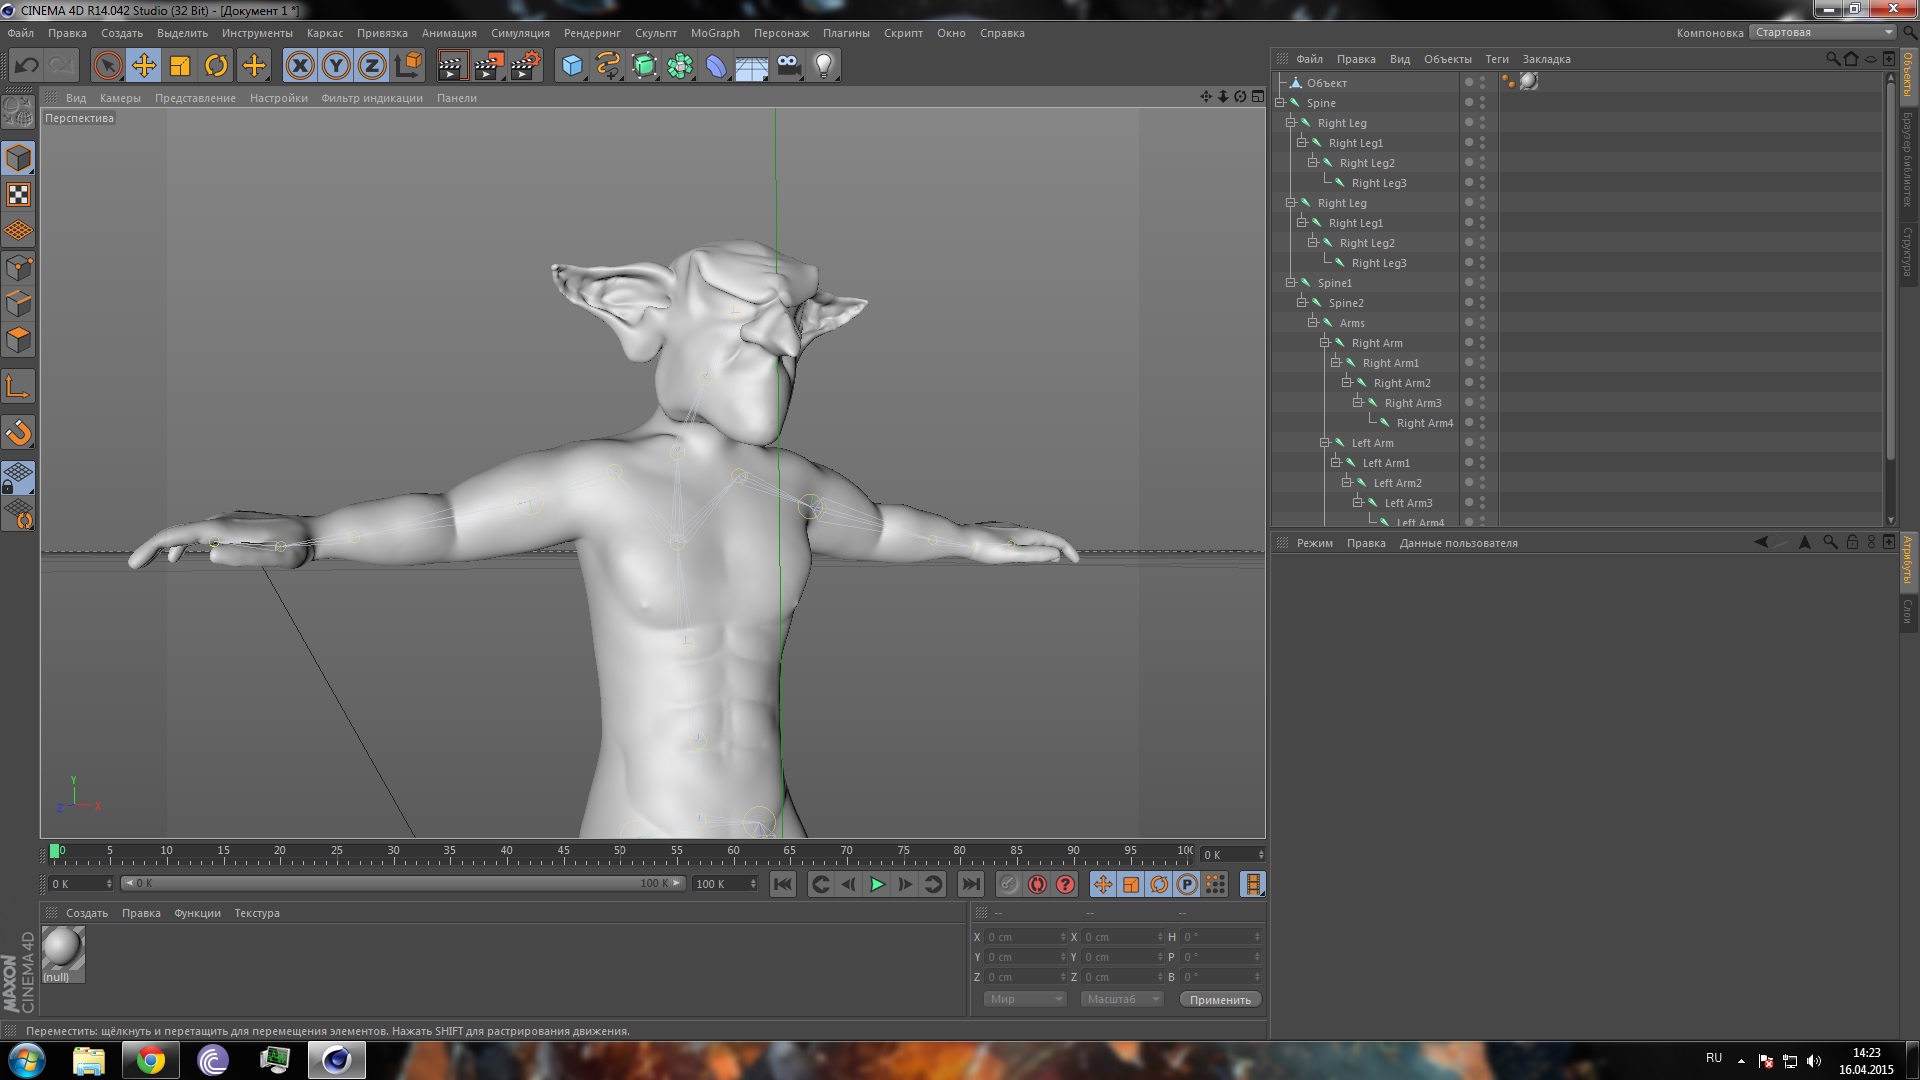 CINEMA 4D R14.042 Studio (32 Bit) - [Документ 1 *]
Файл Правка Создать Выделить Инструменты Каркас Привязка Анимация Симуляция Рендеринг Скульпт MoGraph Персонаж Плагины Скрипт Окно Справка Компоновка Стартовая
Файл Правка Вид Объекты Теги Закладка
Вид Камеры Представление Настройки Фильтр индикации Панели
Перспектива
Объект
Spine
Right Leg
Right Leg1
Right Leg2
Right Leg3
Right Leg
Right Leg1
Right Leg2
Right Leg3
Spine1
Spine2
Arms
Right Arm
Right Arm1
Right Arm2
Right Arm3
Right Arm4
Left Arm
Left Arm1
Left Arm2
Left Arm3
Left Arm4
Объекты
Браузер библиотек
Структура
Режим Правка Данные пользователя
Атрибуты
Слои
Y
Z X
0 5 10 15 20 25 30 35 40 45 50 55 60 65 70 75 80 85 90 95 100 0 K
0 K 0 K 100 K 100 K
Создать Правка Функции Текстура
(null)
-- -- --
X 0 cm X 0 cm H 0 °
Y 0 cm Y 0 cm P 0 °
Z 0 cm Z 0 cm B 0 °
Мир Масштаб Применить
MAXON
CINEMA 4D
Переместить: щёлкнуть и перетащить для перемещения элементов. Нажать SHIFT для растрирования движения.
RU
14:23
16.04.2015